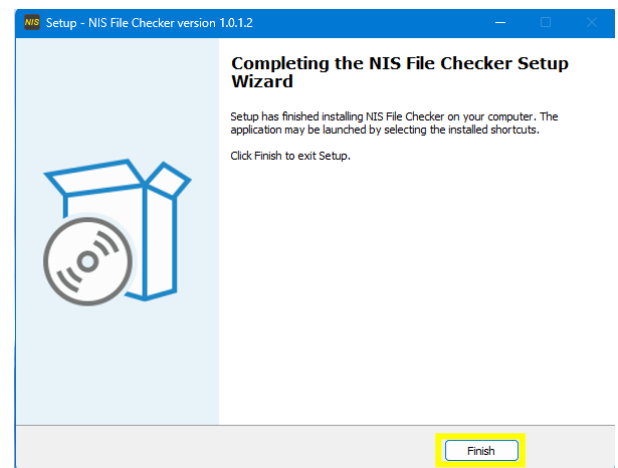 NIS Setup - NIS File Checker version 1.0.1.2
Completing the NIS File Checker Setup
Wizard
Setup has finished installing NIS File Checker on your computer. The
application may be launched by selecting the installed shortcuts.
Click Finish to exit Setup.
Finish